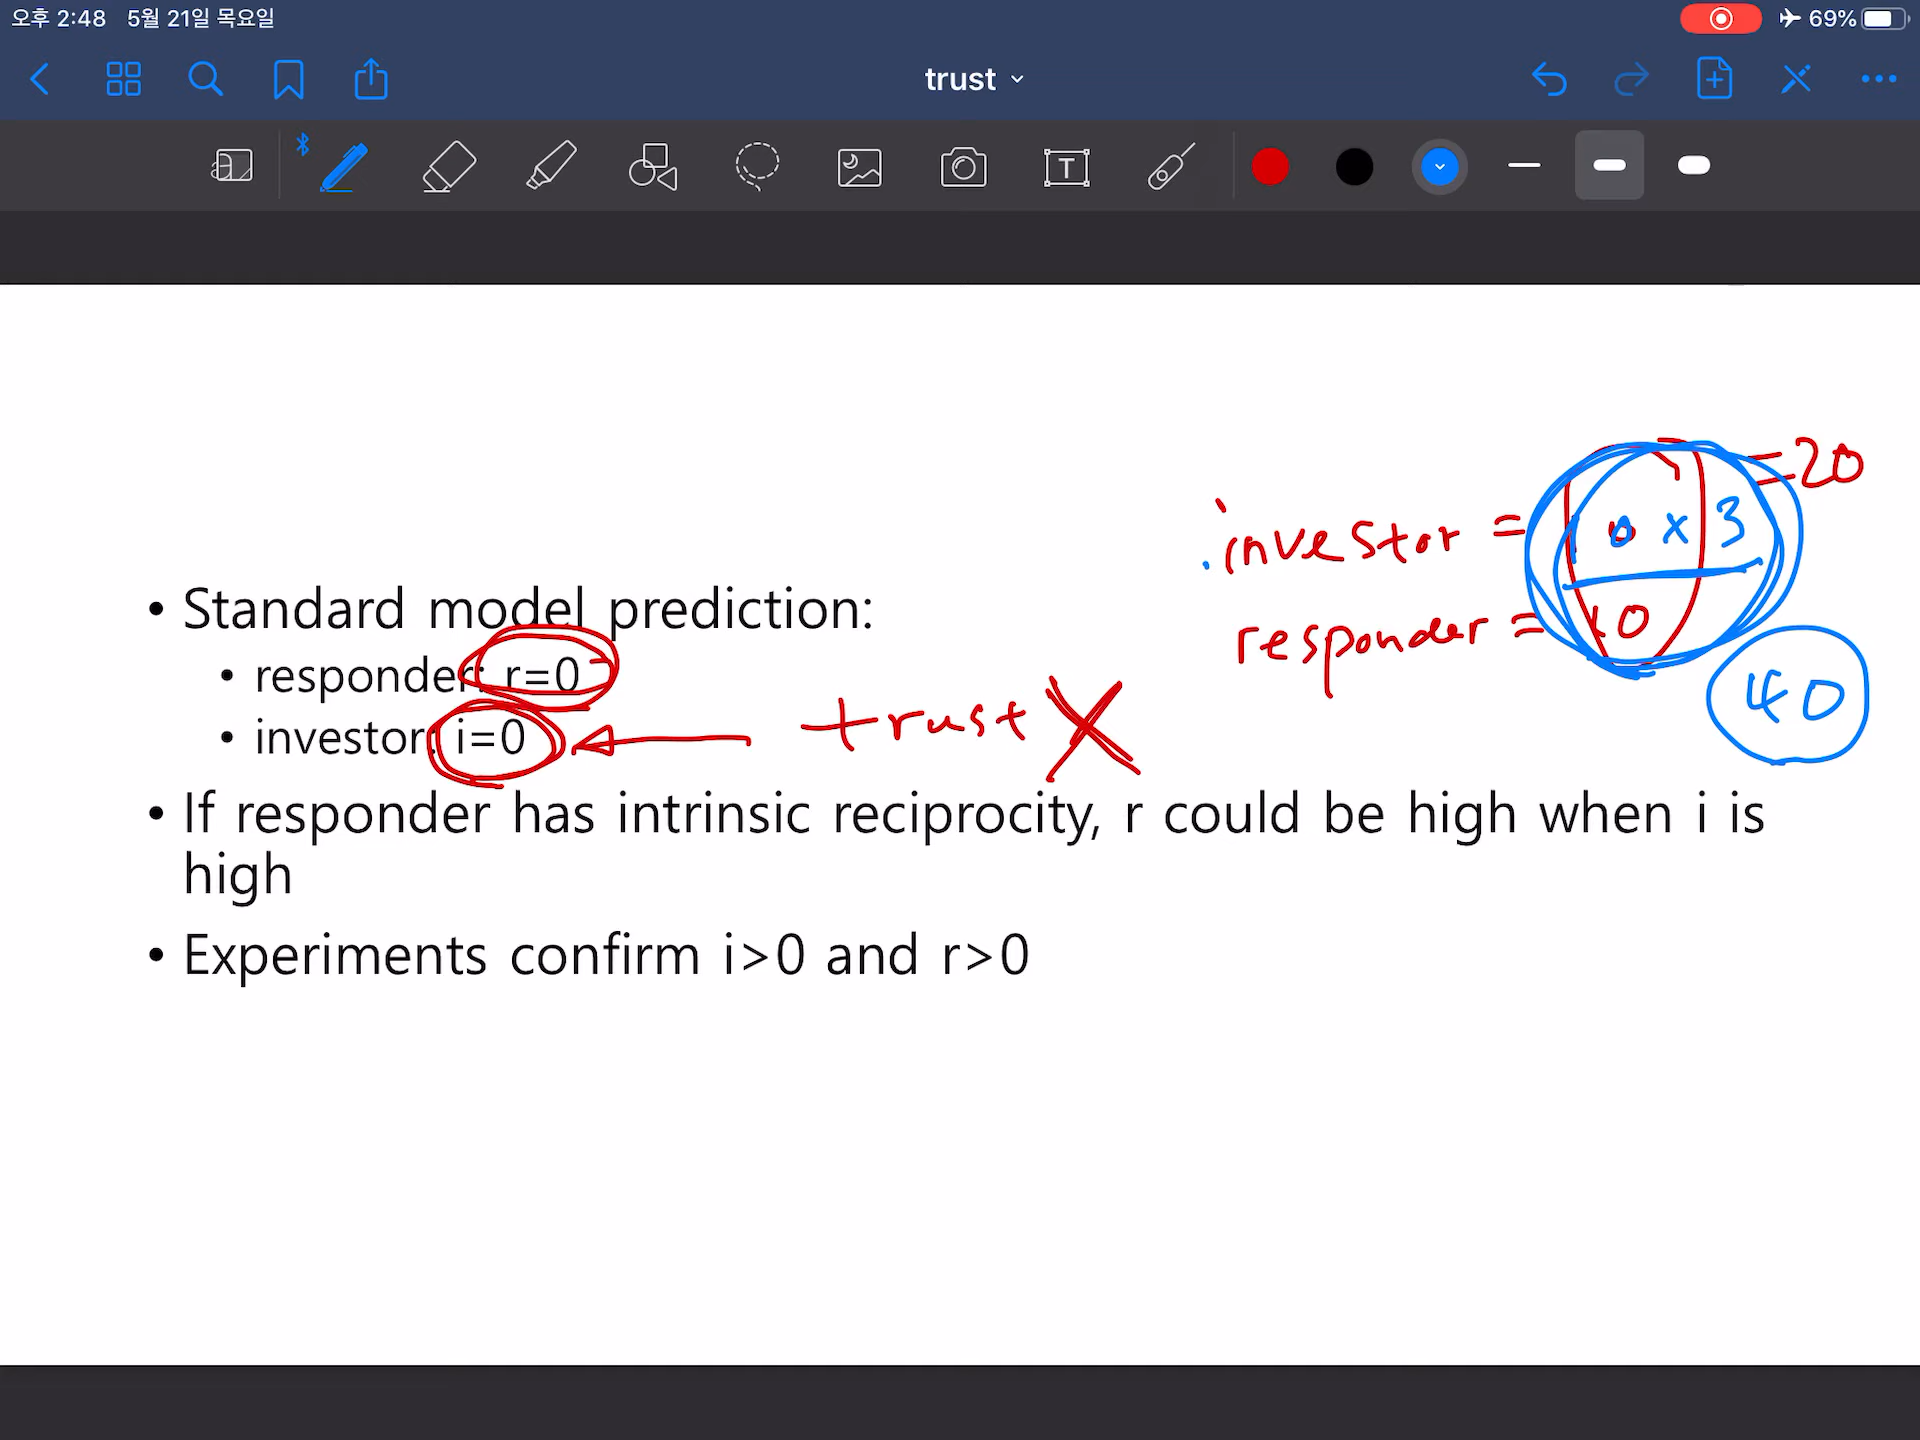 오후 2:48 5월 21일 목요일
69%
trust
T
= 20
investor = 10 x 3
responder = 10
40
• Standard model prediction:
• responder: r=0
• investor: i=0
trust X
• If responder has intrinsic reciprocity, r could be high when i is
high
• Experiments confirm i>0 and r>0